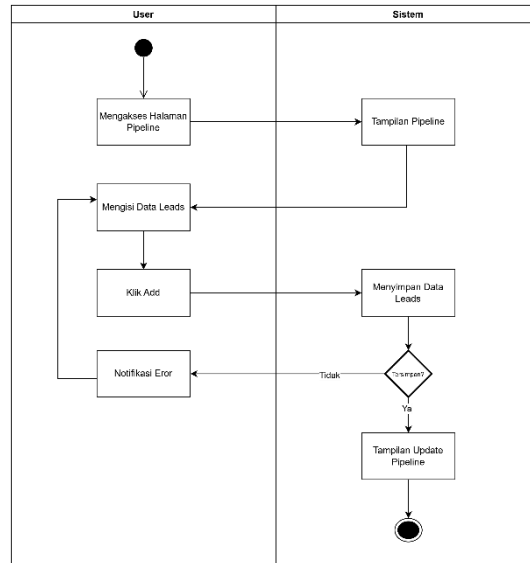 User
Sistem
Mengakses Halaman
Pipeline
Tampilan Pipeline
Mengisi Data Leads
Klik Add
Menyimpan Data
Leads
Notifikasi Eror
Tidak
Tersimpan?
Ya
Tampilan Update
Pipeline